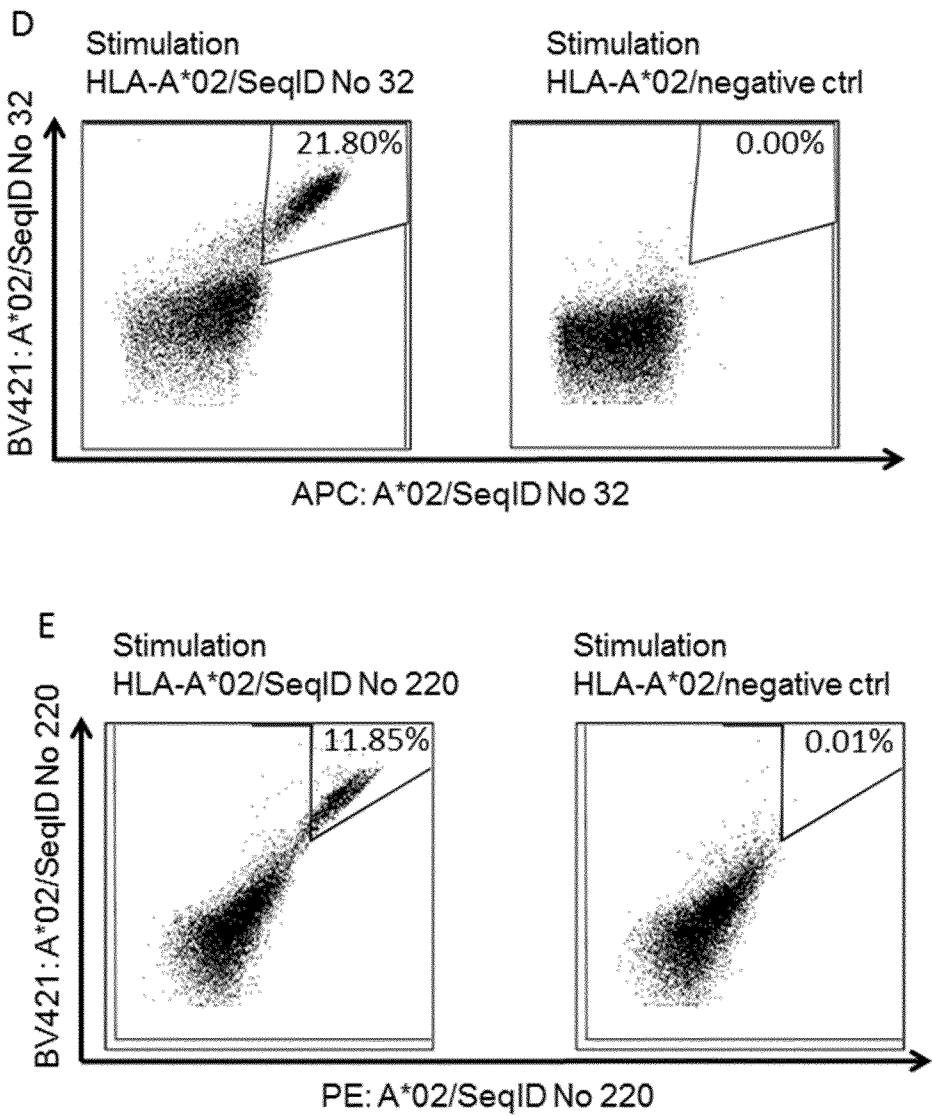 D
Stimulation
HLA-A*02/SeqID No 32
Stimulation
HLA-A*02/negative ctrl
21.80%
0.00%
BV421: A*02/SeqID No 32
APC: A*02/SeqID No 32
E
Stimulation
HLA-A*02/SeqID No 220
Stimulation
HLA-A*02/negative ctrl
11.85%
0.01%
BV421: A*02/SeqID No 220
PE: A*02/SeqID No 220